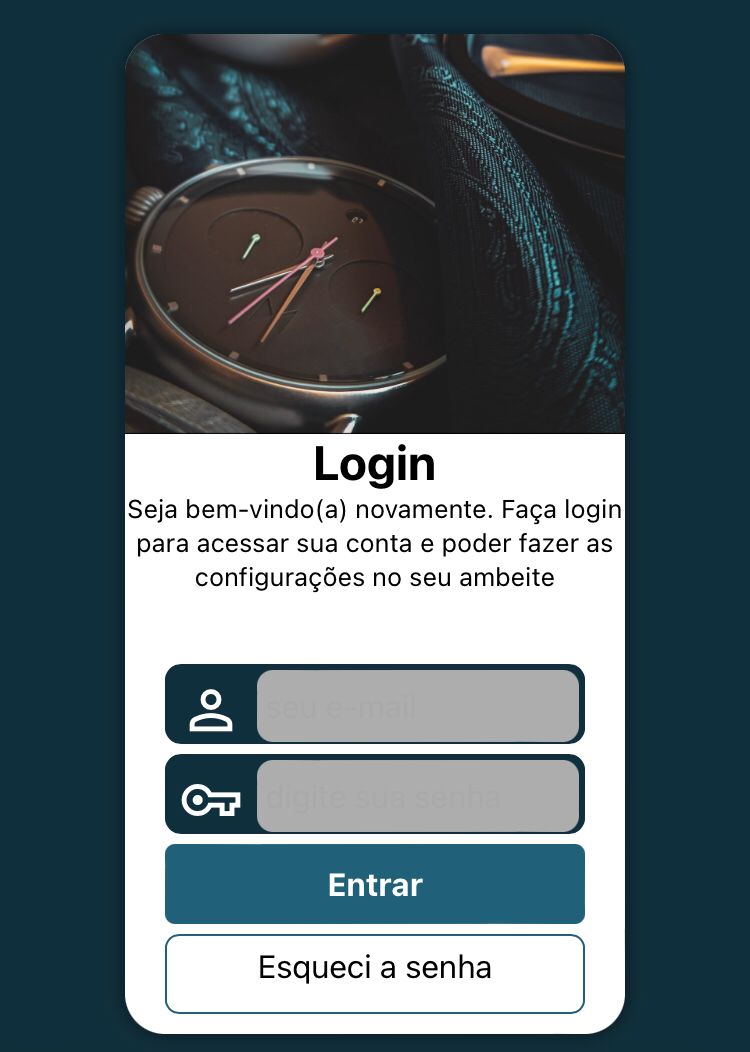 Login
Seja bem-vindo(a) novamente. Faça login
para acessar sua conta e poder fazer as
configurações no seu ambeite
seu e-mail
digite sua senha
Entrar
Esqueci a senha